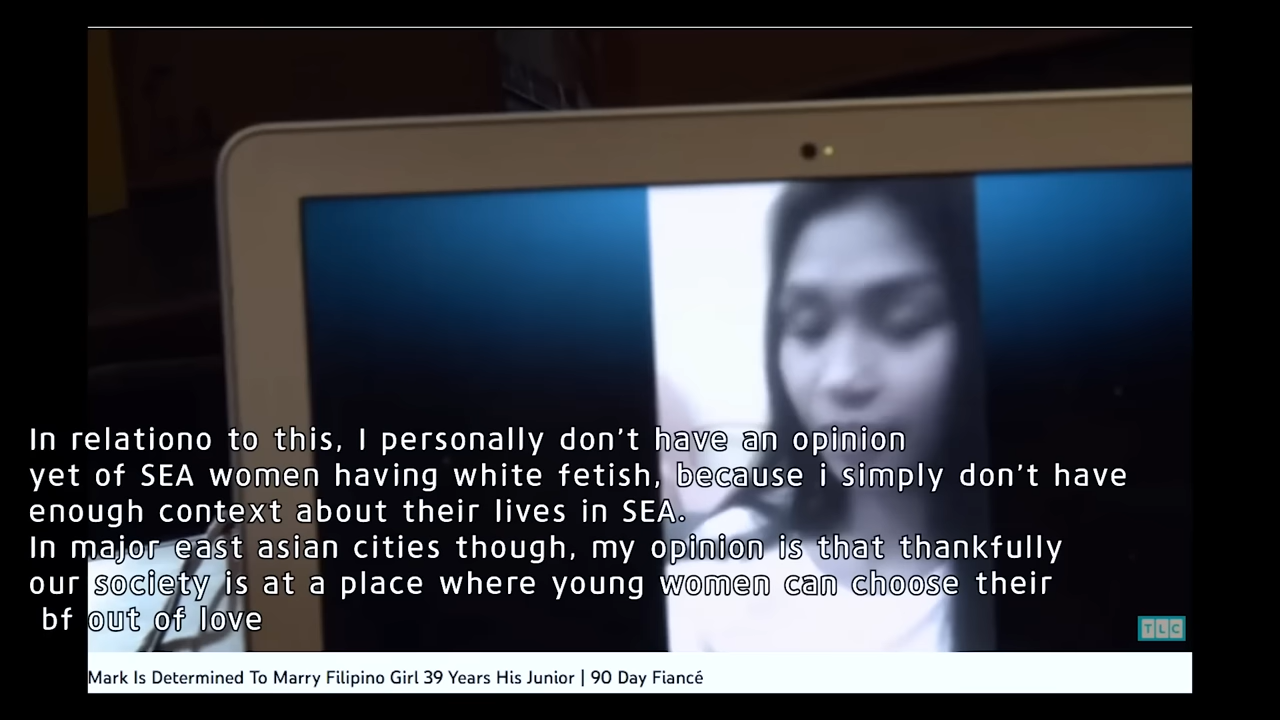 In relationo to this, I personally don't have an opinion
yet of SEA women having white fetish, because i simply don't have
enough context about their lives in SEA.
In major east asian cities though, my opinion is that thankfully
our society is at a place where young women can choose their
bf out of love
TLC
Mark Is Determined To Marry Filipino Girl 39 Years His Junior | 90 Day Fiancé